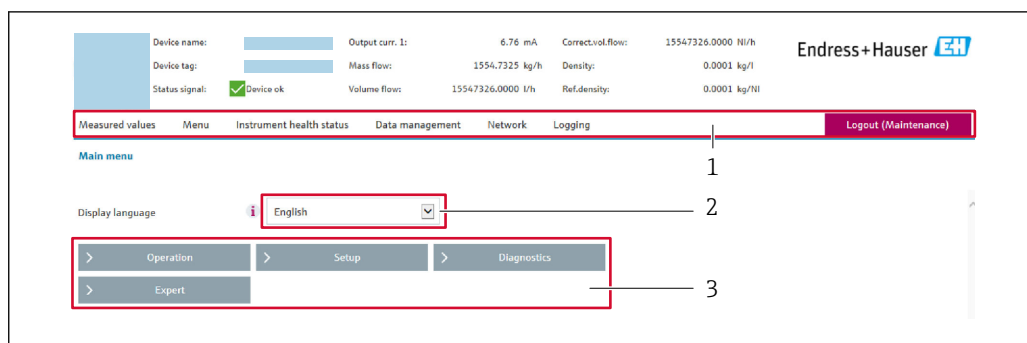 Device name: Output curr. 1: 6.76 mA Correct.vol.flow: 15547326.0000 Nl/h
Endress+Hauser EH
Device tag: Mass flow: 1554.7325 kg/h Density: 0.0001 kg/l
Status signal: Device ok Volume flow: 15547326.0000 l/h Ref.density: 0.0001 kg/Nl
Measured values Menu Instrument health status Data management Network Logging Logout (Maintenance)
1
Main menu
Display language i English 2
> Operation > Setup > Diagnostics
> Expert 3